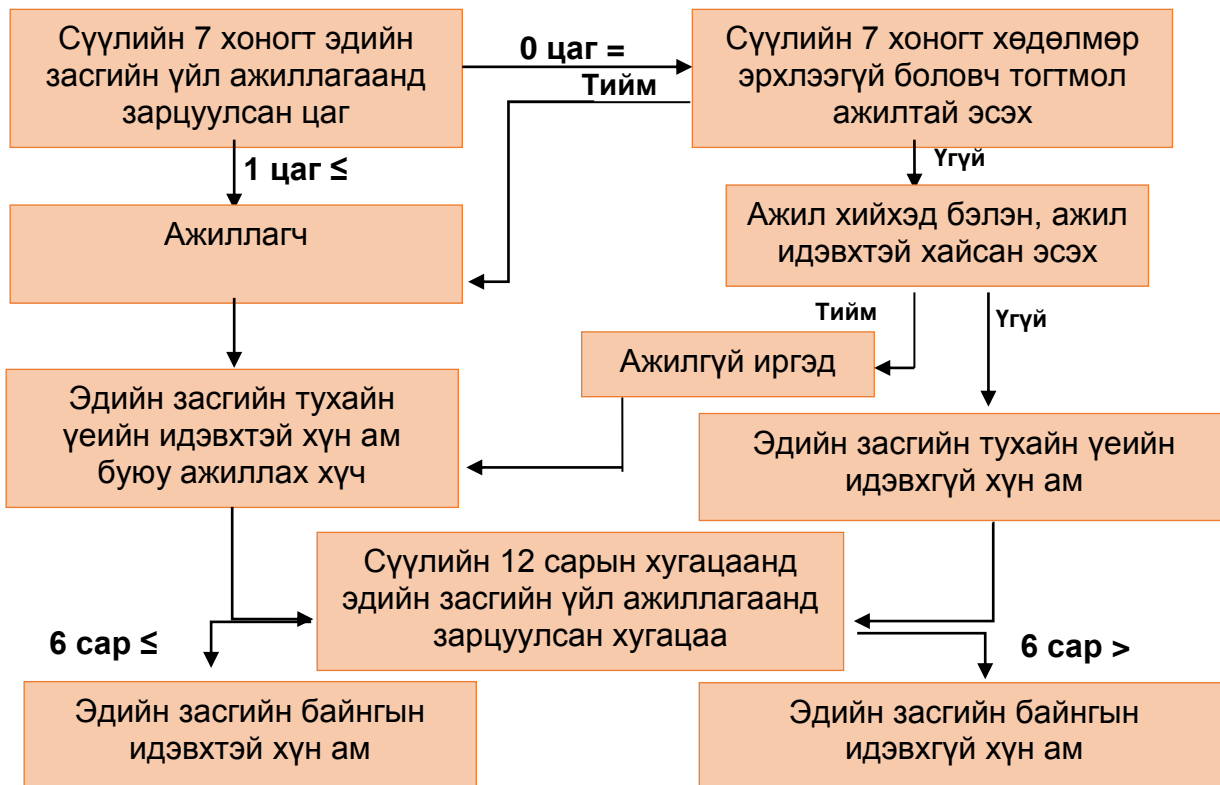 Сүүлийн 7 хоногт эдийн
засгийн үйл ажиллагаанд
зарцуулсан цаг
0 цаг =
Тийм
Сүүлийн 7 хоногт хөдөлмөр
эрхлээгүй боловч тогтмол
ажилтай эсэх
1 цаг ≤
Үгүй
Ажиллагч
Ажил хийхэд бэлэн, ажил
идэвхтэй хайсан эсэх
Тийм
Үгүй
Ажилгүй иргэд
Эдийн засгийн тухайн
үеийн идэвхтэй хүн ам
буюу ажиллах хүч
Эдийн засгийн тухайн үеийн
идэвхгүй хүн ам
Сүүлийн 12 сарын хугацаанд
эдийн засгийн үйл ажиллагаанд
зарцуулсан хугацаа
6 сар ≤
6 сар >
Эдийн засгийн байнгын
идэвхтэй хүн ам
Эдийн засгийн байнгын
идэвхгүй хүн ам